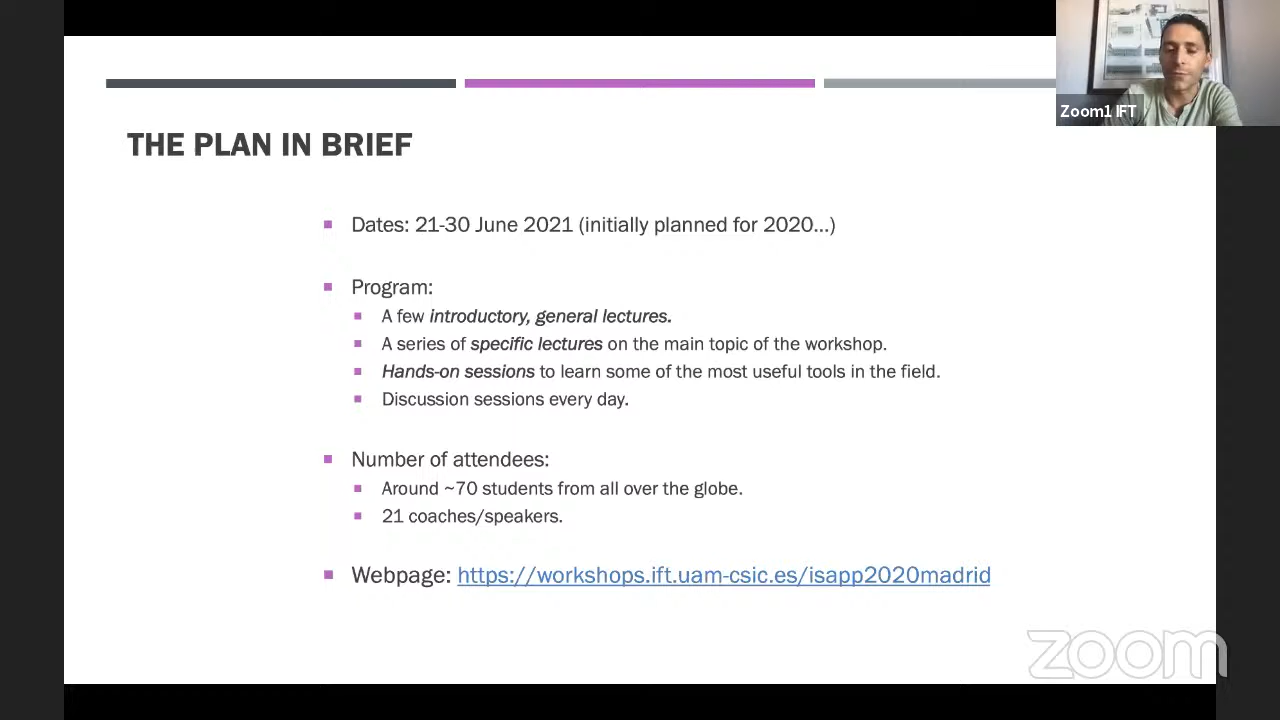 Zoom1 IFT
THE PLAN IN BRIEF
Dates: 21-30 June 2021 (initially planned for 2020...)
Program:
A few introductory, general lectures.
A series of specific lectures on the main topic of the workshop.
Hands-on sessions to learn some of the most useful tools in the field.
Discussion sessions every day.
Number of attendees:
Around ~70 students from all over the globe.
21 coaches/speakers.
Webpage: https://workshops.ift.uam-csic.es/isapp2020madrid
zoom